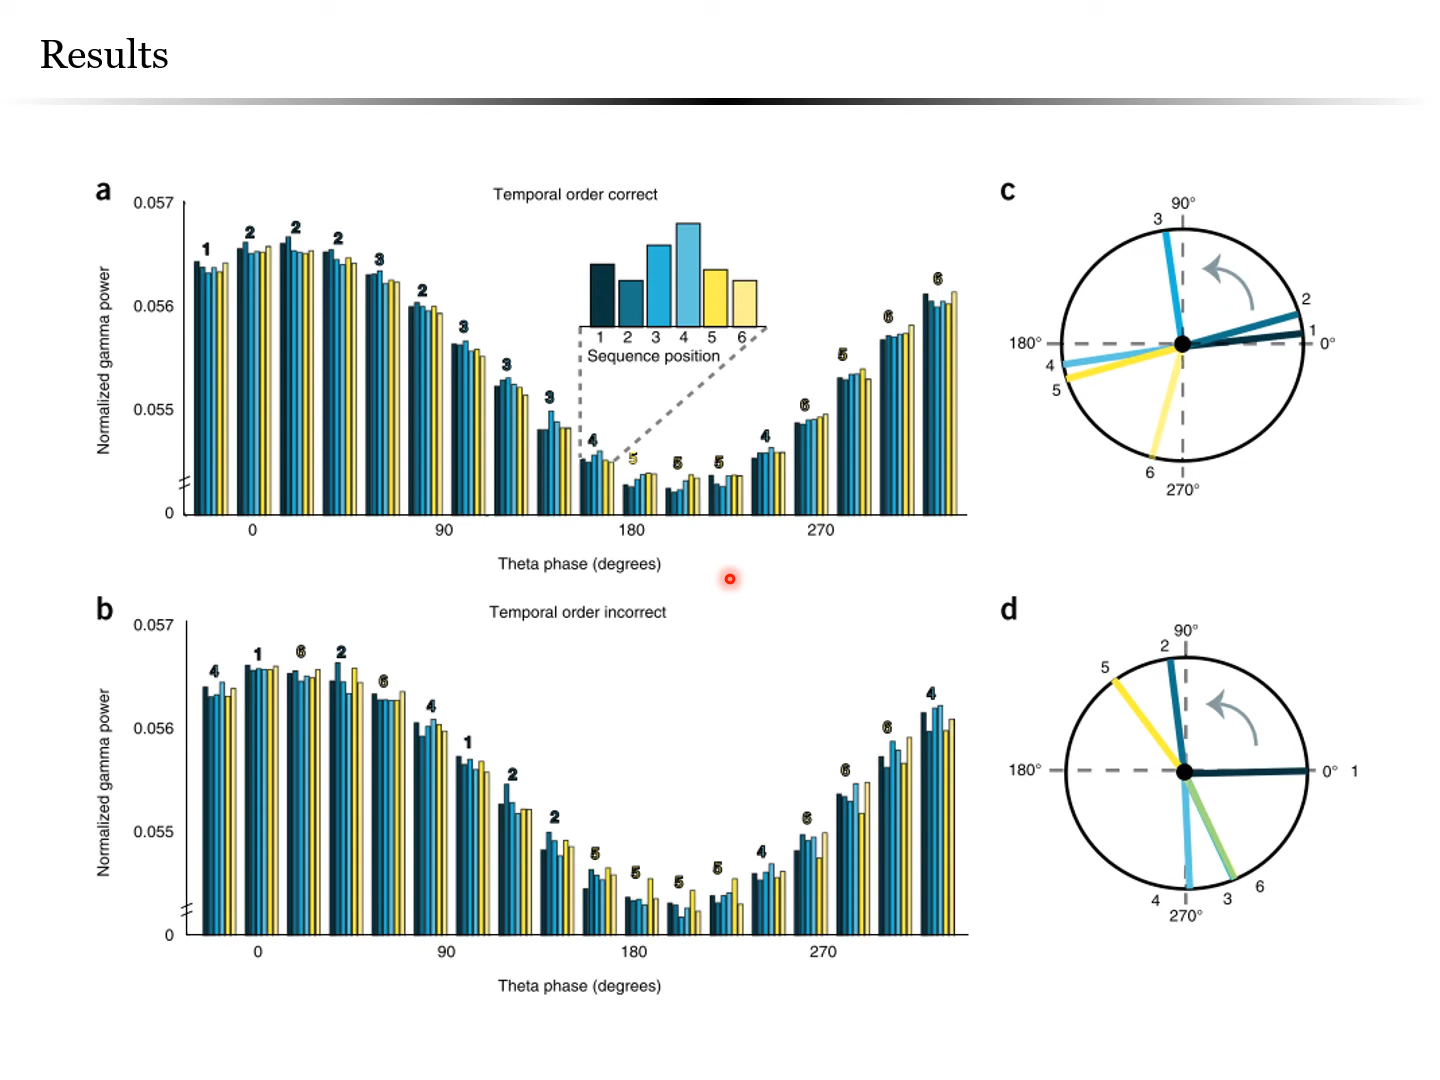 Results
a
Temporal order correct
Normalized gamma power
0.057
0.056
0.055
0
1 2 2 2 3 2 3 3 3 4 5 5 5 4 6 5 6 6
1 2 3 4 5 6
Sequence position
0 90 180 270
Theta phase (degrees)
c
90°
3
2
1
180°
0°
4
5
6
270°
b
Temporal order incorrect
Normalized gamma power
0.057
0.056
0.055
0
4 1 6 2 6 4 1 2 2 5 5 5 5 4 6 6 6 4
0 90 180 270
Theta phase (degrees)
d
90°
2
5
180°
0° 1
6
4 3
270°